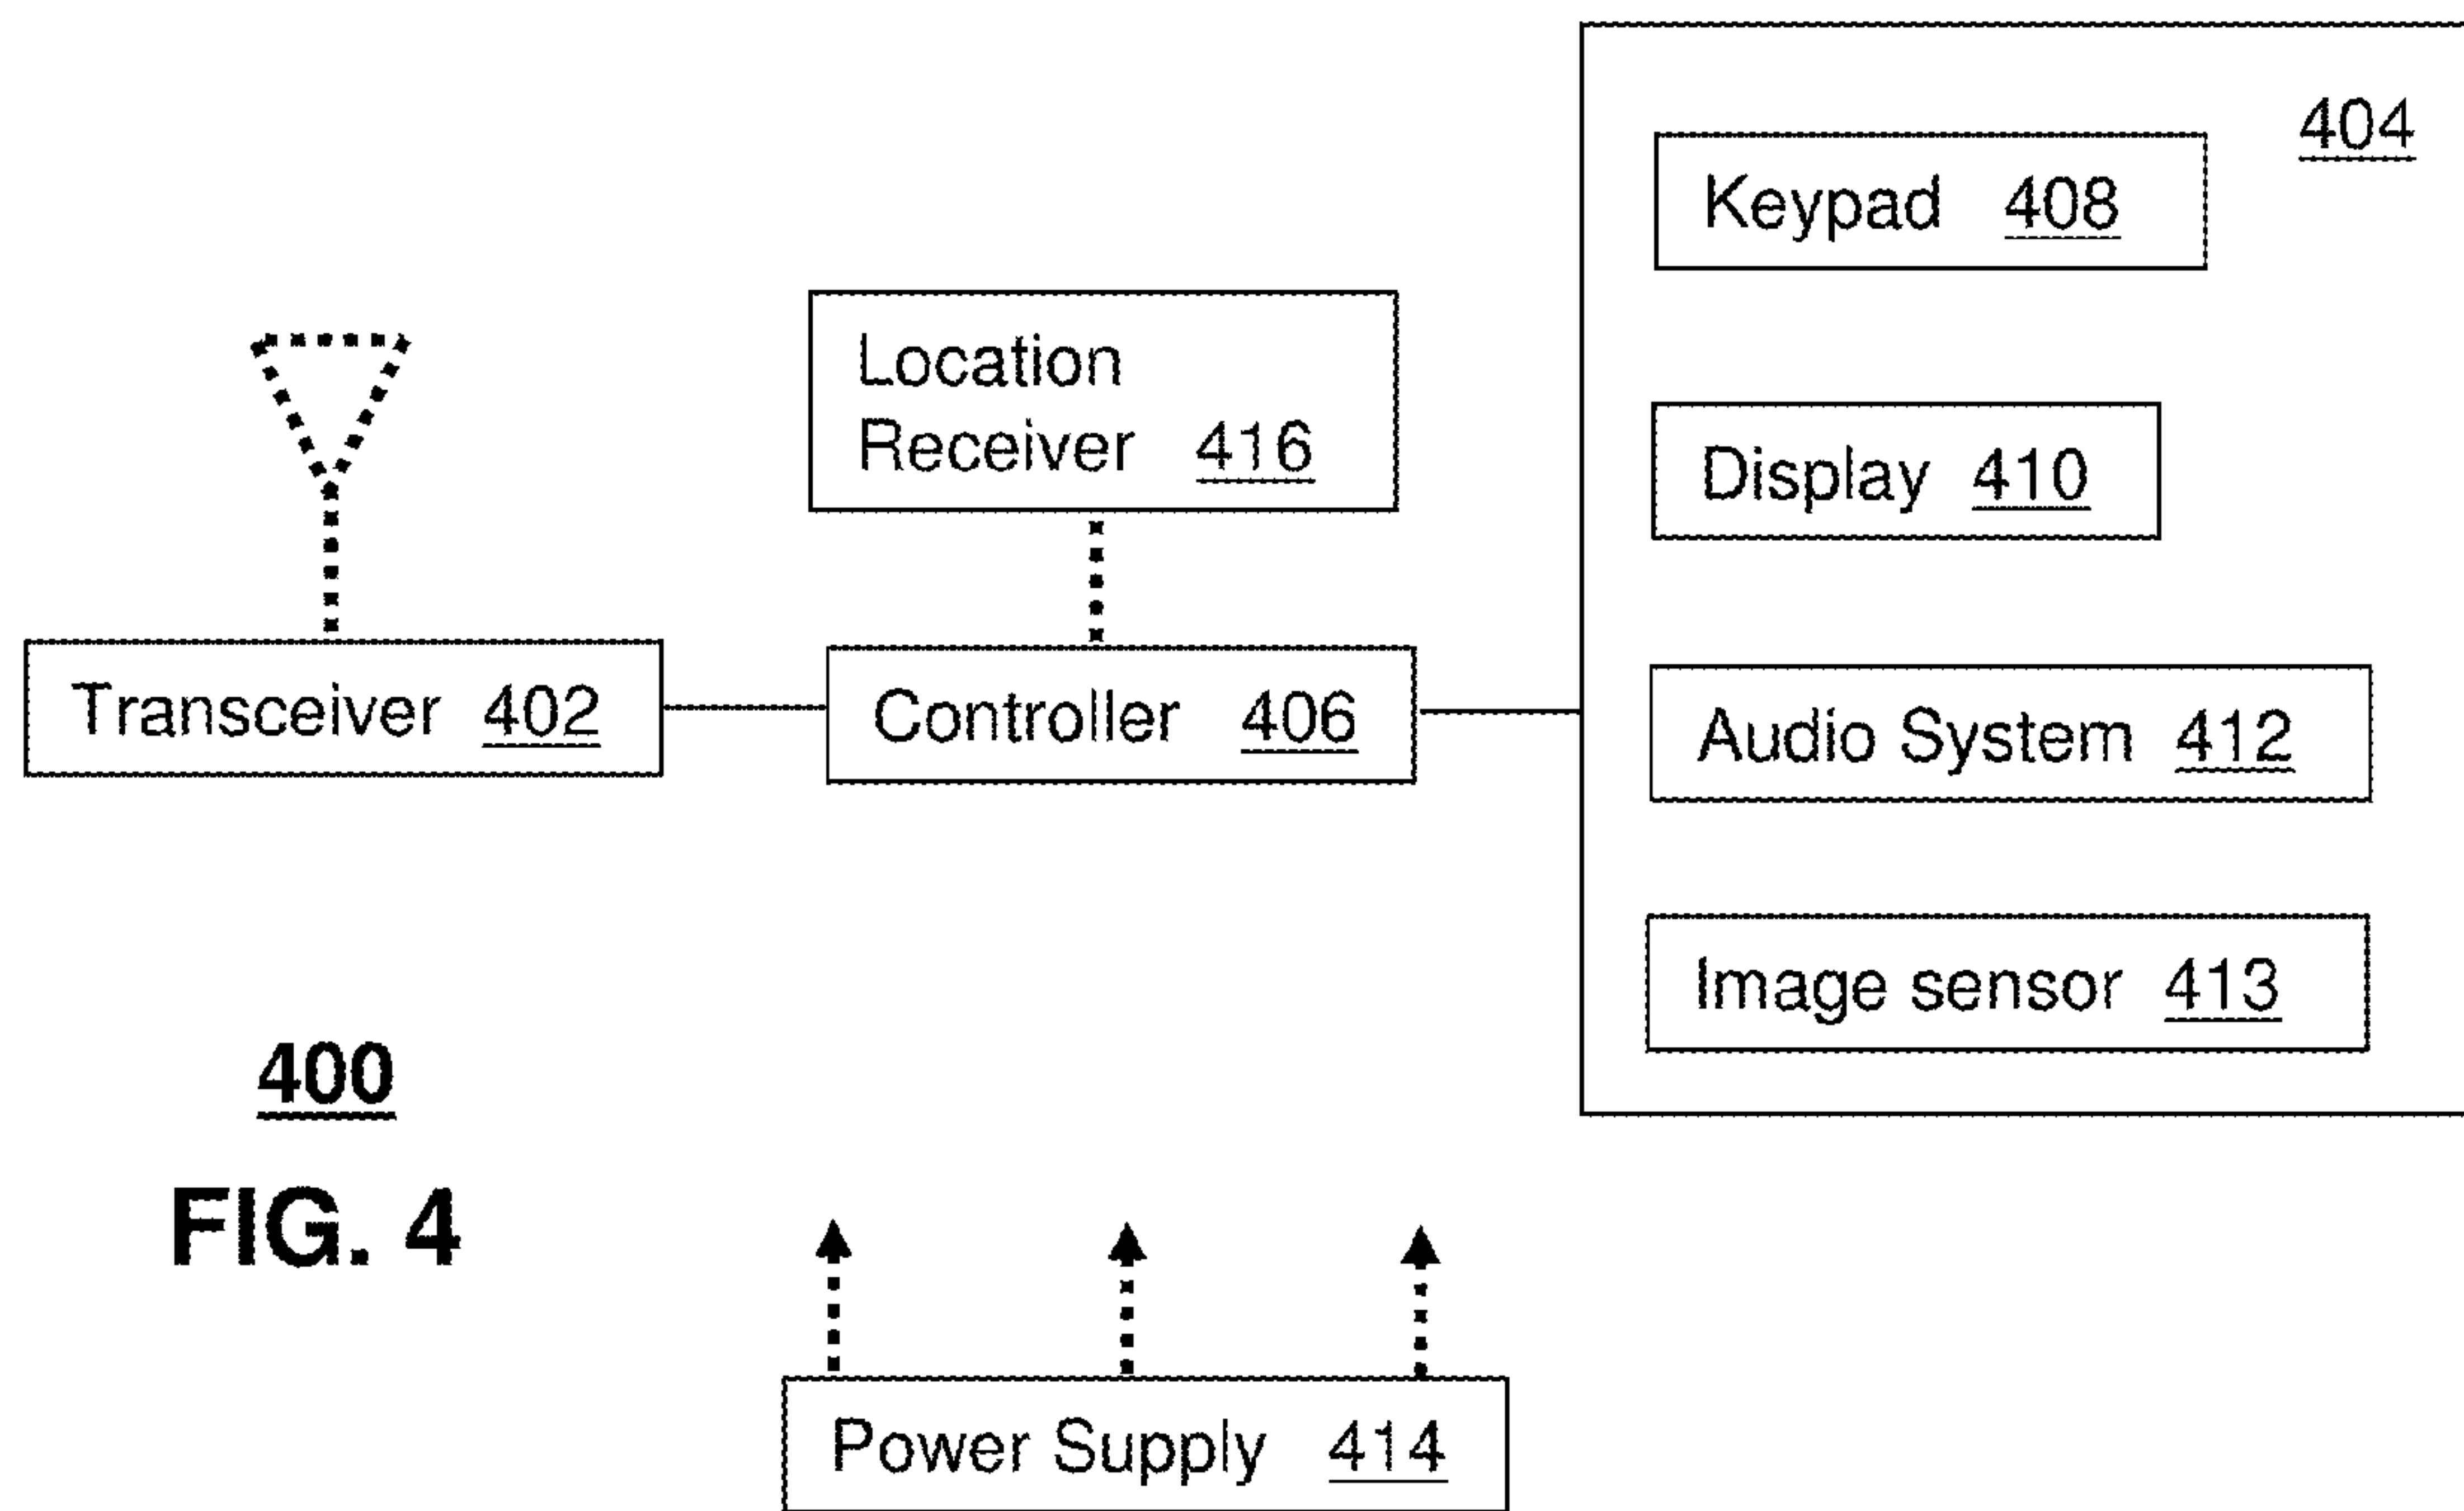 404
Keypad 408
Location
Receiver 416
Display 410
Transceiver 402
Controller 406
Audio System 412
Image sensor 413
400
FIG. 4
Power Supply 414